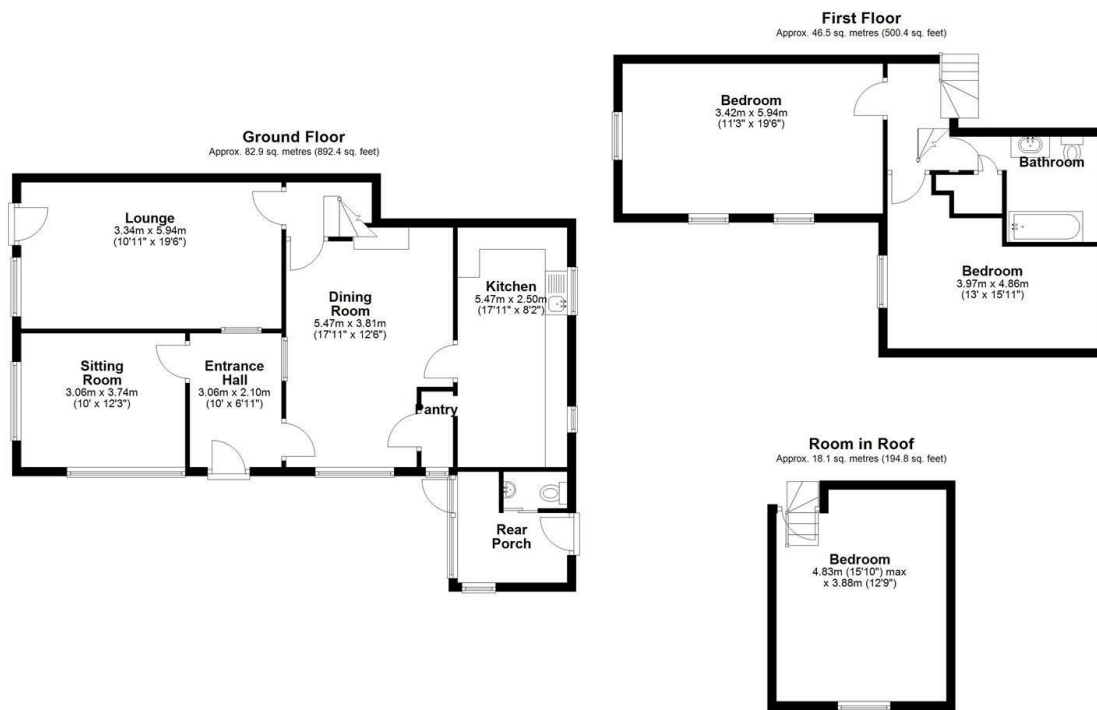 Ground Floor
Approx. 82.9 sq. metres (892.4 sq. feet)
Lounge
3.34m x 5.94m
(10'11" x 19'6")
Dining
Room
5.47m x 3.81m
(17'11" x 12'6")
Kitchen
5.47m x 2.50m
(17'11" x 8'2")
Sitting
Room
3.06m x 3.74m
(10' x 12'3")
Entrance
Hall
3.06m x 2.10m
(10' x 6'11")
Pantry
Rear
Porch
First Floor
Approx. 46.5 sq. metres (500.4 sq. feet)
Bedroom
3.42m x 5.94m
(11'3" x 19'6")
Bathroom
Bedroom
3.97m x 4.86m
(13' x 15'11")
Room in Roof
Approx. 18.1 sq. metres (194.8 sq. feet)
Bedroom
4.83m (15'10") max
x 3.88m (12'9")